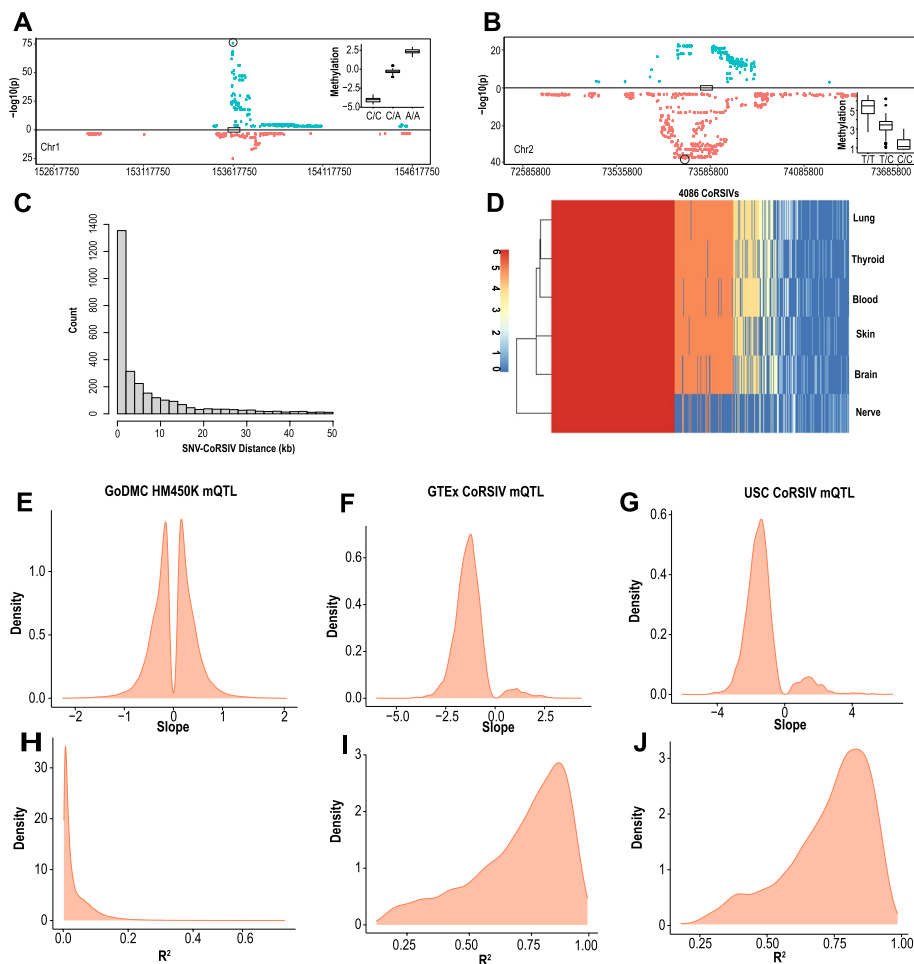 A
−log10(p)
75
50
25
0
25
Chr1
152617750
153117750
153617750
154117750
154617750
Methylation
2.5
0.0
−5.0
C/C
C/A
A/A
B
−log10(p)
20
0
20
40
Chr2
72585800
73535800
73585800
74085800
73685800
Methylation
5
3
1
T/T
T/C
C/C
C
Count
1400
1200
1000
800
600
400
200
0
0
10
20
30
40
50
SNV-CoRSIV Distance (kb)
D
4086 CoRSIVs
6
5
4
3
2
1
0
Lung
Thyroid
Blood
Skin
Brain
Nerve
E
GoDMC HM450K mQTL
Density
1.0
0.5
0.0
−2
−1
0
1
2
Slope
F
GTEx CoRSIV mQTL
Density
0.6
0.4
0.2
0.0
−5.0
−2.5
0.0
2.5
Slope
G
USC CoRSIV mQTL
Density
0.6
0.4
0.2
0.0
−4
0
4
Slope
H
Density
30
20
10
0
0.0
0.2
0.4
0.6
R²
I
Density
3
2
1
0
0.25
0.50
0.75
1.00
R²
J
Density
3
2
1
0
0.25
0.50
0.75
1.00
R²